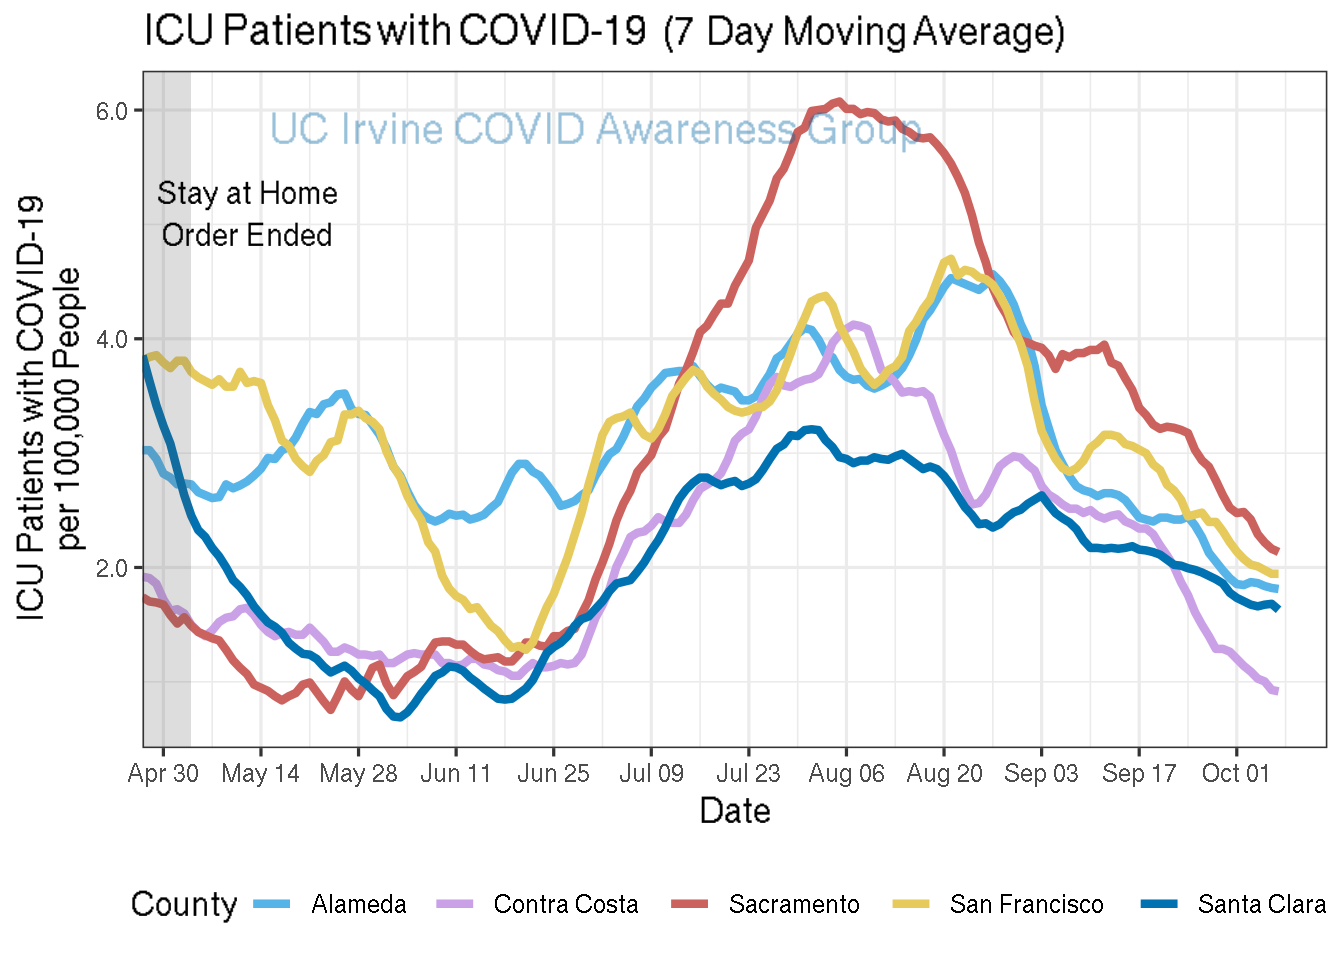 ICU Patients with COVID-19 (7 Day Moving Average)
UC Irvine COVID Awareness Group
Stay at Home
Order Ended
ICU Patients with COVID-19
per 100,000 People
6.0
4.0
2.0
Apr 30 May 14 May 28 Jun 11 Jun 25 Jul 09 Jul 23 Aug 06 Aug 20 Sep 03 Sep 17 Oct 01
Date
County Alameda Contra Costa Sacramento San Francisco Santa Clara